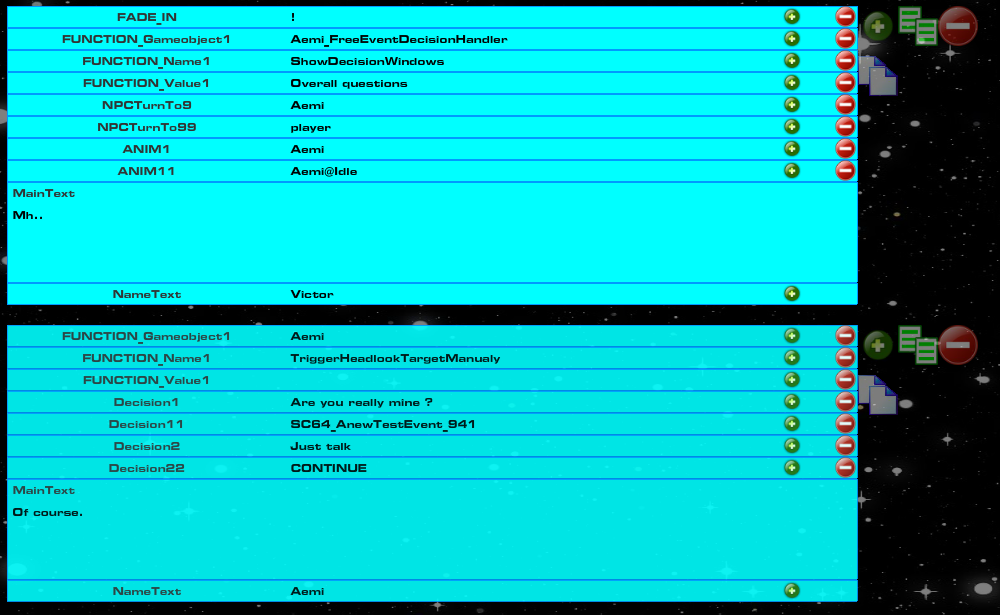 FADE_IN !
FUNCTION_Gameobject1 Aemi_FreeEventDecisionHandler
FUNCTION_Name1 ShowDecisionWindows
FUNCTION_Value1 Overall questions
NPCTurnTo9 Aemi
NPCTurnTo99 player
ANIM1 Aemi
ANIM11 Aemi@Idle
MainText
Mh..
NameText Victor
FUNCTION_Gameobject1 Aemi
FUNCTION_Name1 TriggerHeadlookTargetManualy
FUNCTION_Value1
Decision1 Are you really mine ?
Decision11 SC64_AnewTestEvent_941
Decision2 Just talk
Decision22 CONTINUE
MainText
Of course.
NameText Aemi